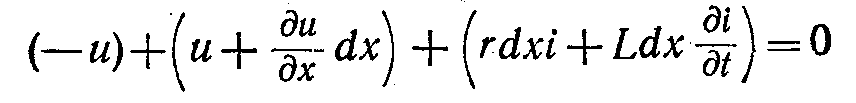 (−u)+(u+ ∂u/∂x dx) + (rdxi+Ldx ∂i/∂t)=0